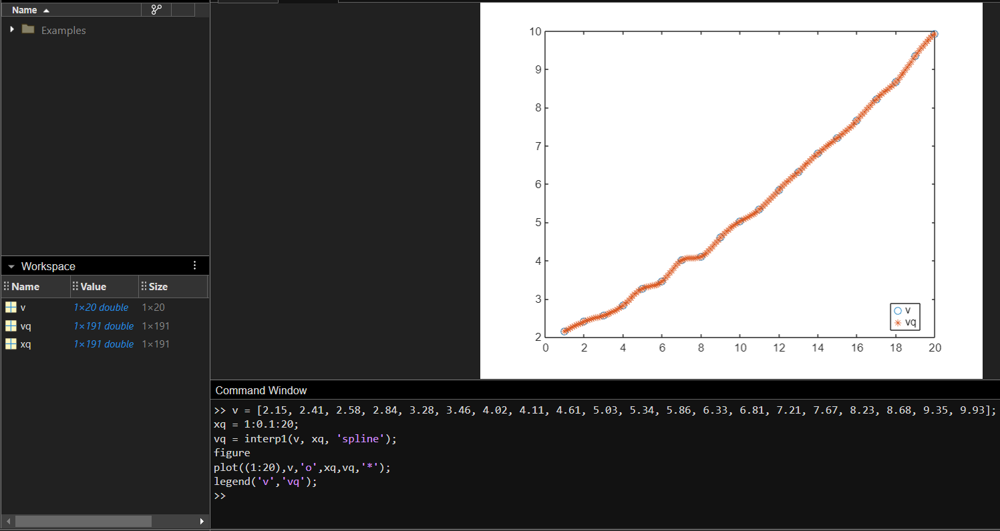 Name
Examples
Workspace
Name Value Size
v 1×20 double 1×20
vq 1×191 double 1×191
xq 1×191 double 1×191
10
9
8
7
6
5
4
3
2
0 2 4 6 8 10 12 14 16 18 20
v
vq
Command Window
>> v = [2.15, 2.41, 2.58, 2.84, 3.28, 3.46, 4.02, 4.11, 4.61, 5.03, 5.34, 5.86, 6.33, 6.81, 7.21, 7.67, 8.23, 8.68, 9.35, 9.93];
xq = 1:0.1:20;
vq = interp1(v, xq, 'spline');
figure
plot((1:20),v,'o',xq,vq,'*');
legend('v','vq');
>>